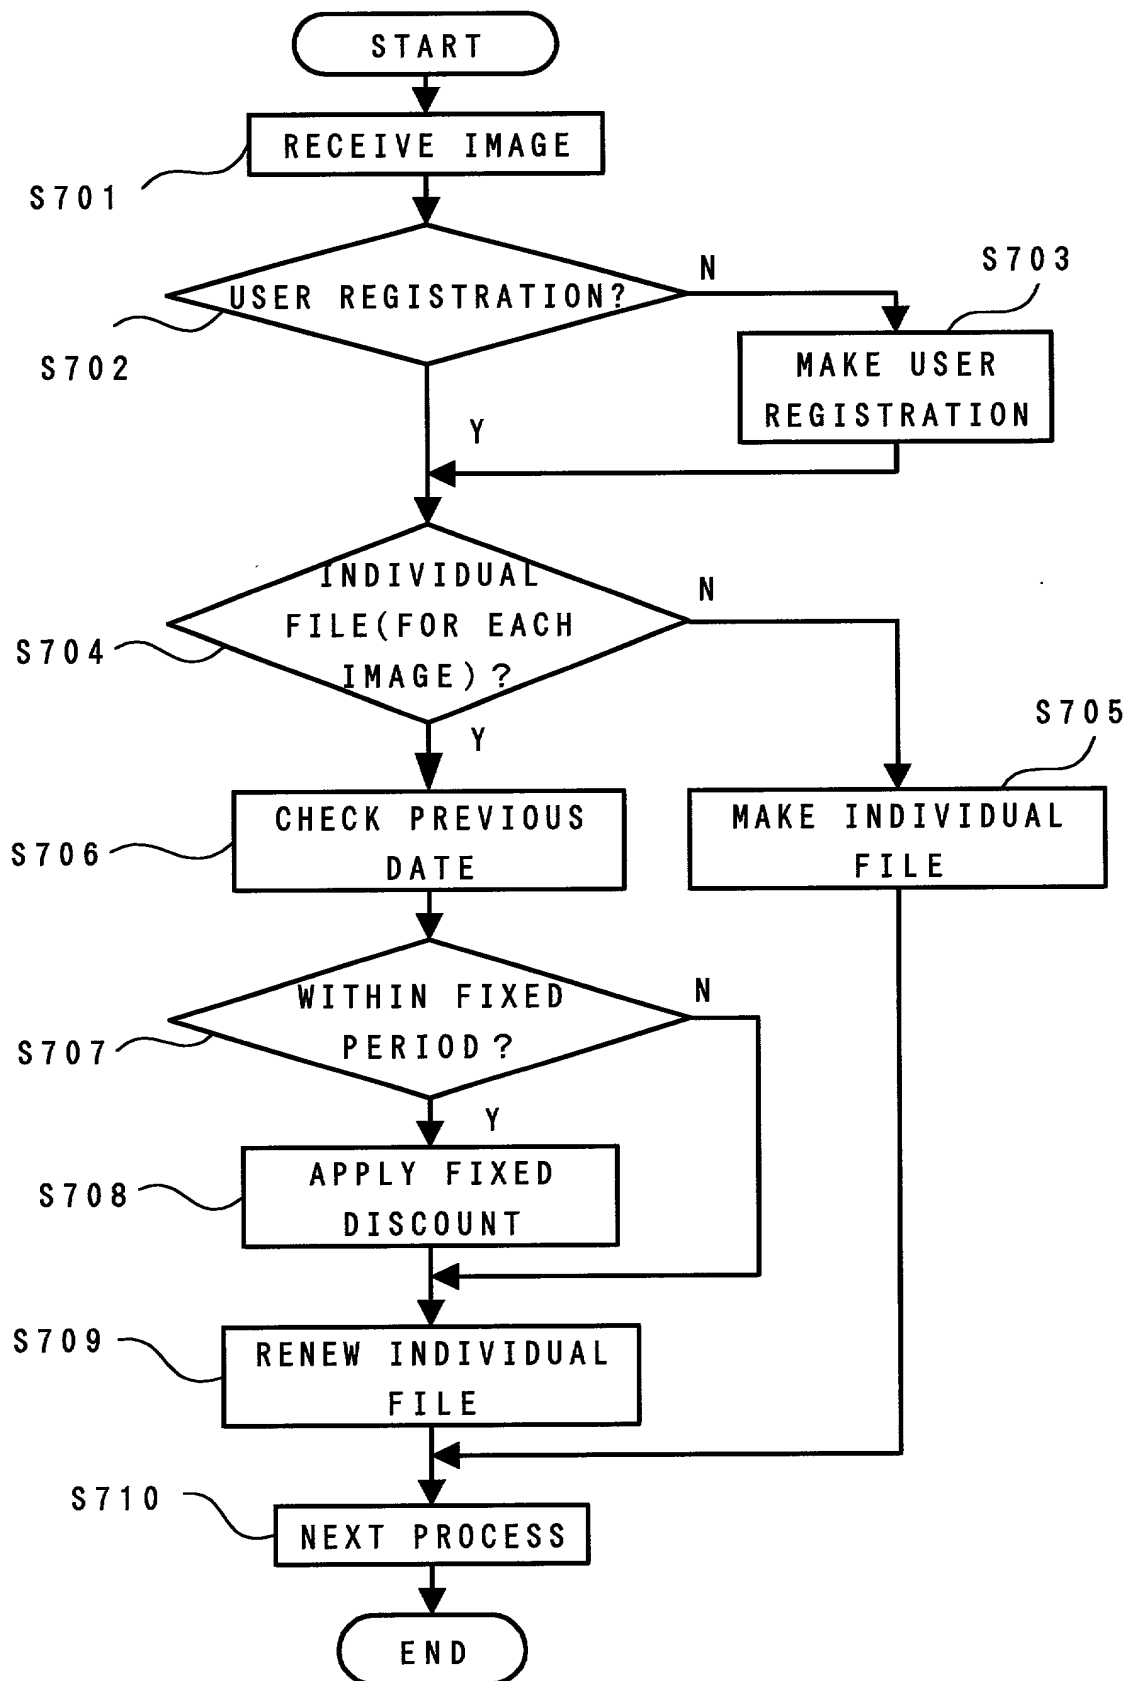 START
RECEIVE IMAGE
S701
USER REGISTRATION?
N
S702
S703
MAKE USER
REGISTRATION
Y
INDIVIDUAL
FILE(FOR EACH
IMAGE)?
N
S704
Y
S705
MAKE INDIVIDUAL
FILE
CHECK PREVIOUS
DATE
S706
WITHIN FIXED
PERIOD?
N
S707
Y
APPLY FIXED
DISCOUNT
S708
RENEW INDIVIDUAL
FILE
S709
S710
NEXT PROCESS
END